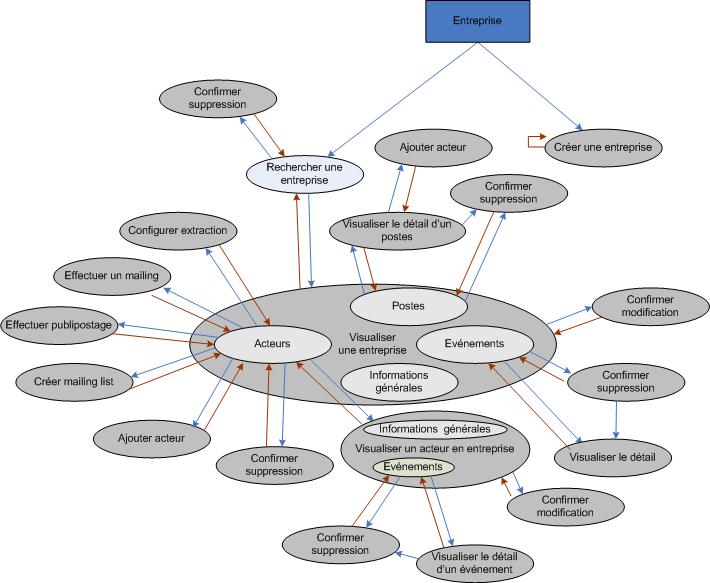 Entreprise
Confirmer
suppression
Ajouter acteur
Créer une entreprise
Rechercher une
entreprise
Confirmer
suppression
Configurer extraction
Visualiser le détail d'un
postes
Effectuer un mailing
Postes
Confirmer
modification
Effectuer publipostage
Acteurs
Visualiser
une entreprise
Evénements
Créer mailing list
Informations
générales
Confirmer
suppression
Ajouter acteur
Informations générales
Visualiser un acteur en entreprise
Confirmer
suppression
Evénements
Visualiser le détail
Confirmer
modification
Confirmer
suppression
Visualiser le détail
d'un événement